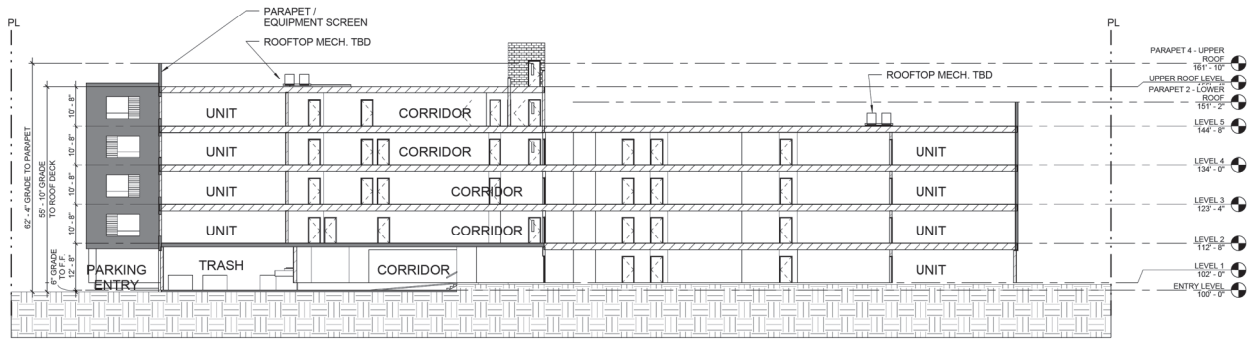 PL
PARAPET /
EQUIPMENT SCREEN
ROOFTOP MECH. TBD
PL
PARAPET 4 - UPPER
ROOF
161' - 10"
UPPER ROOF LEVEL
PARAPET 2 - LOWER
ROOF
151' - 2"
ROOFTOP MECH. TBD
LEVEL 5
144' - 8"
LEVEL 4
134' - 0"
LEVEL 3
123' - 4"
LEVEL 2
112' - 8"
LEVEL 1
102' - 0"
ENTRY LEVEL
100' - 0"
62' - 4" GRADE TO PARAPET
55' - 10" GRADE
TO ROOF DECK
6" GRADE
TO F.F.
10' - 8"
10' - 8"
10' - 8"
10' - 8"
12' - 8"
UNIT
CORRIDOR
UNIT
CORRIDOR
UNIT
UNIT
CORRIDOR
UNIT
UNIT
CORRIDOR
UNIT
PARKING
ENTRY
TRASH
CORRIDOR
UNIT